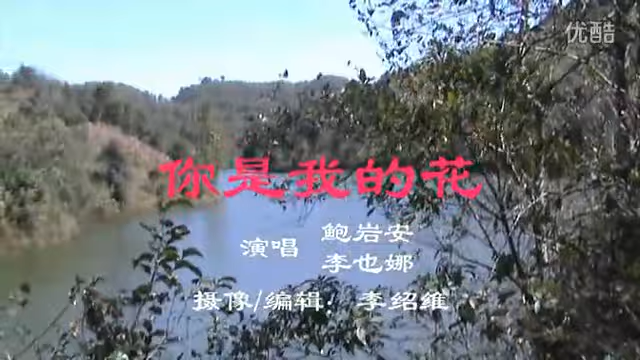 优酷
你是我的花
演唱 鲍岩安
李也娜
摄像/编辑：李绍维